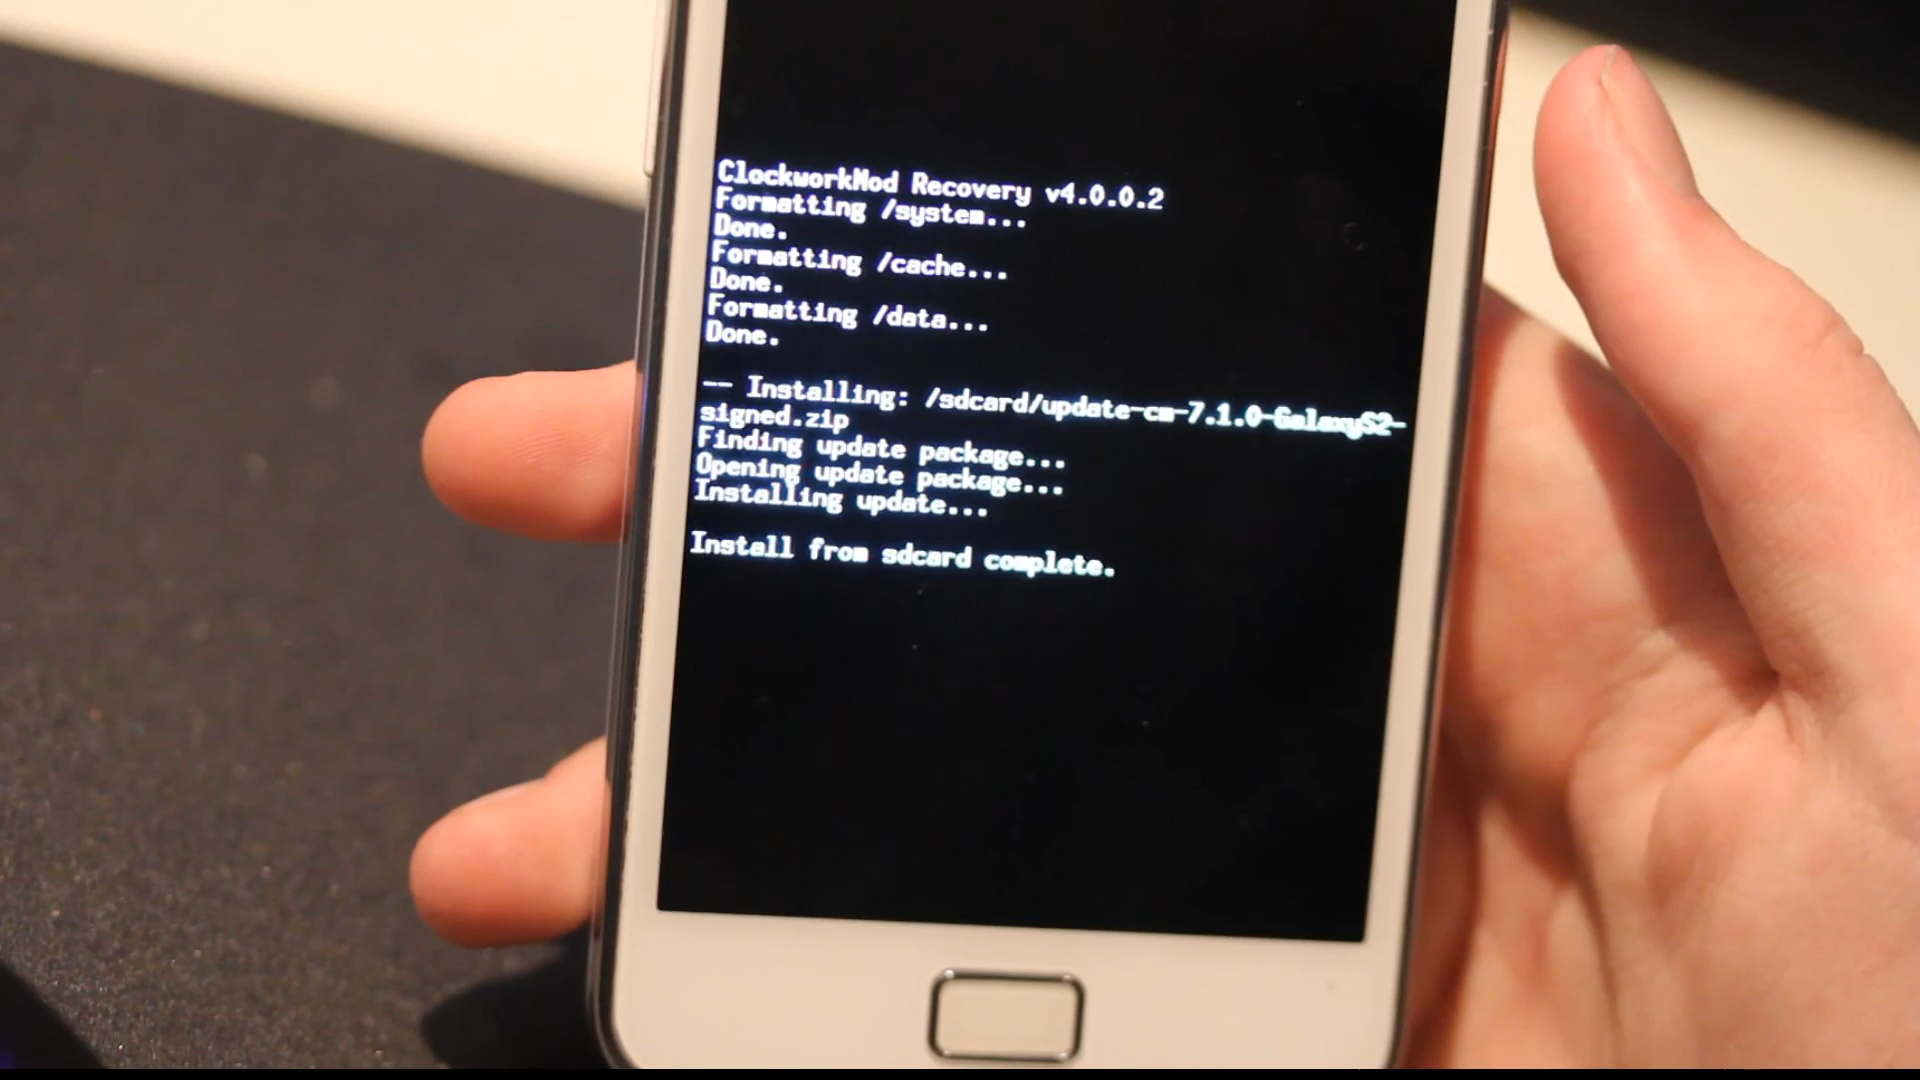 ClockworkMod Recovery v4.0.0.2
Formatting /system...
Done.
Formatting /cache...
Done.
Formatting /data...
Done.
-- Installing: /sdcard/update-cm-7.1.0-GalaxyS2-
signed.zip
Finding update package...
Opening update package...
Installing update...
Install from sdcard complete.